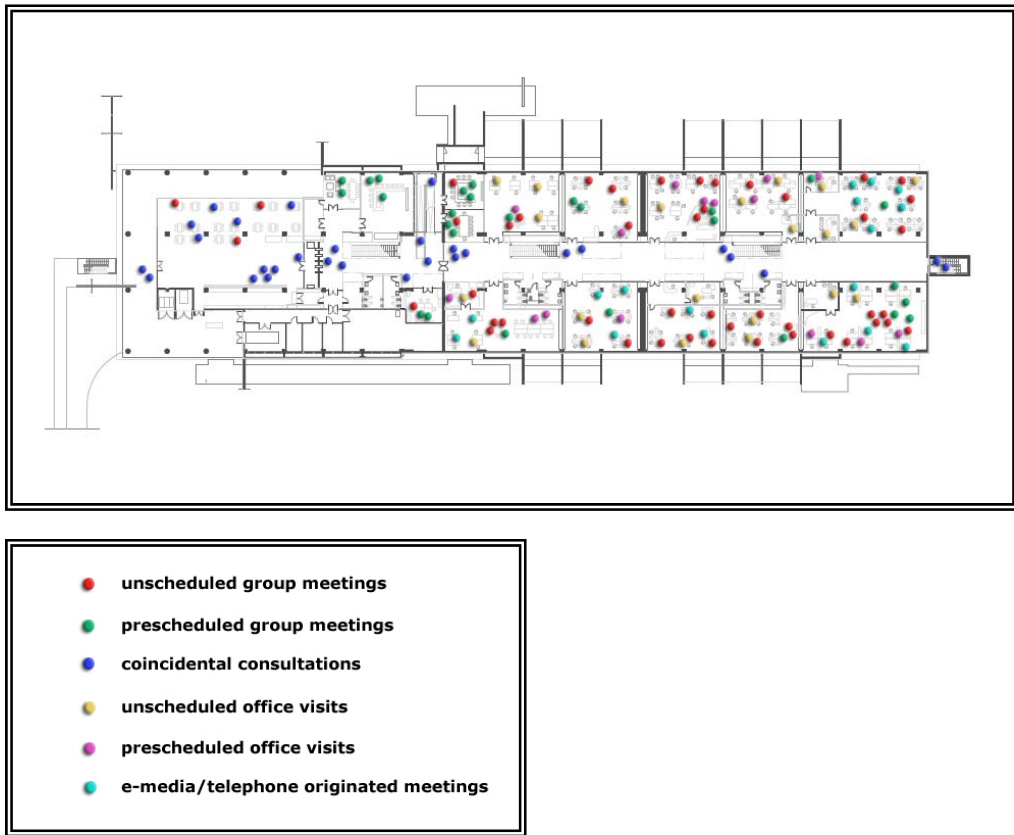 unscheduled group meetings
prescheduled group meetings
coincidental consultations
unscheduled office visits
prescheduled office visits
e-media/telephone originated meetings